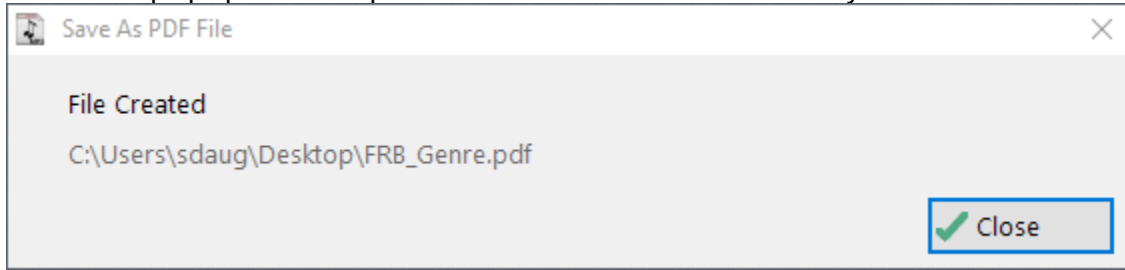 Save As PDF File
File Created
C:\Users\sdaug\Desktop\FRB_Genre.pdf
Close